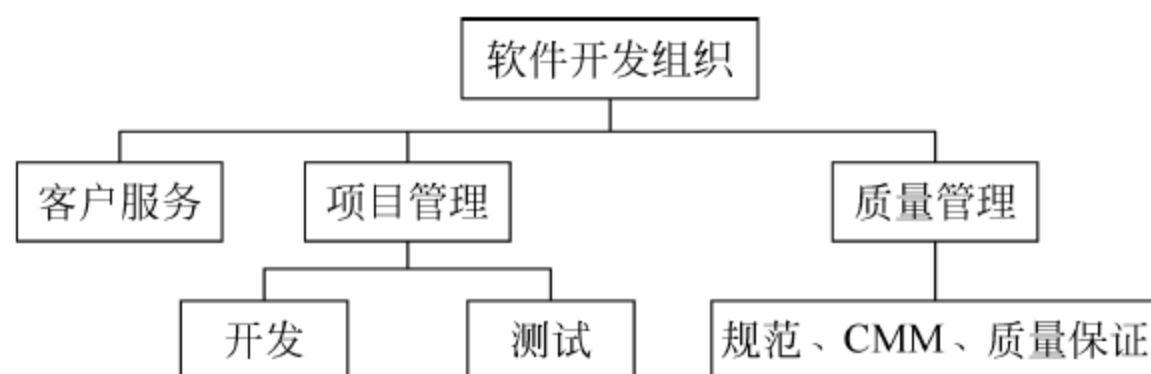 软件开发组织
客户服务
项目管理
质量管理
开发
测试
规范、CMM、质量保证